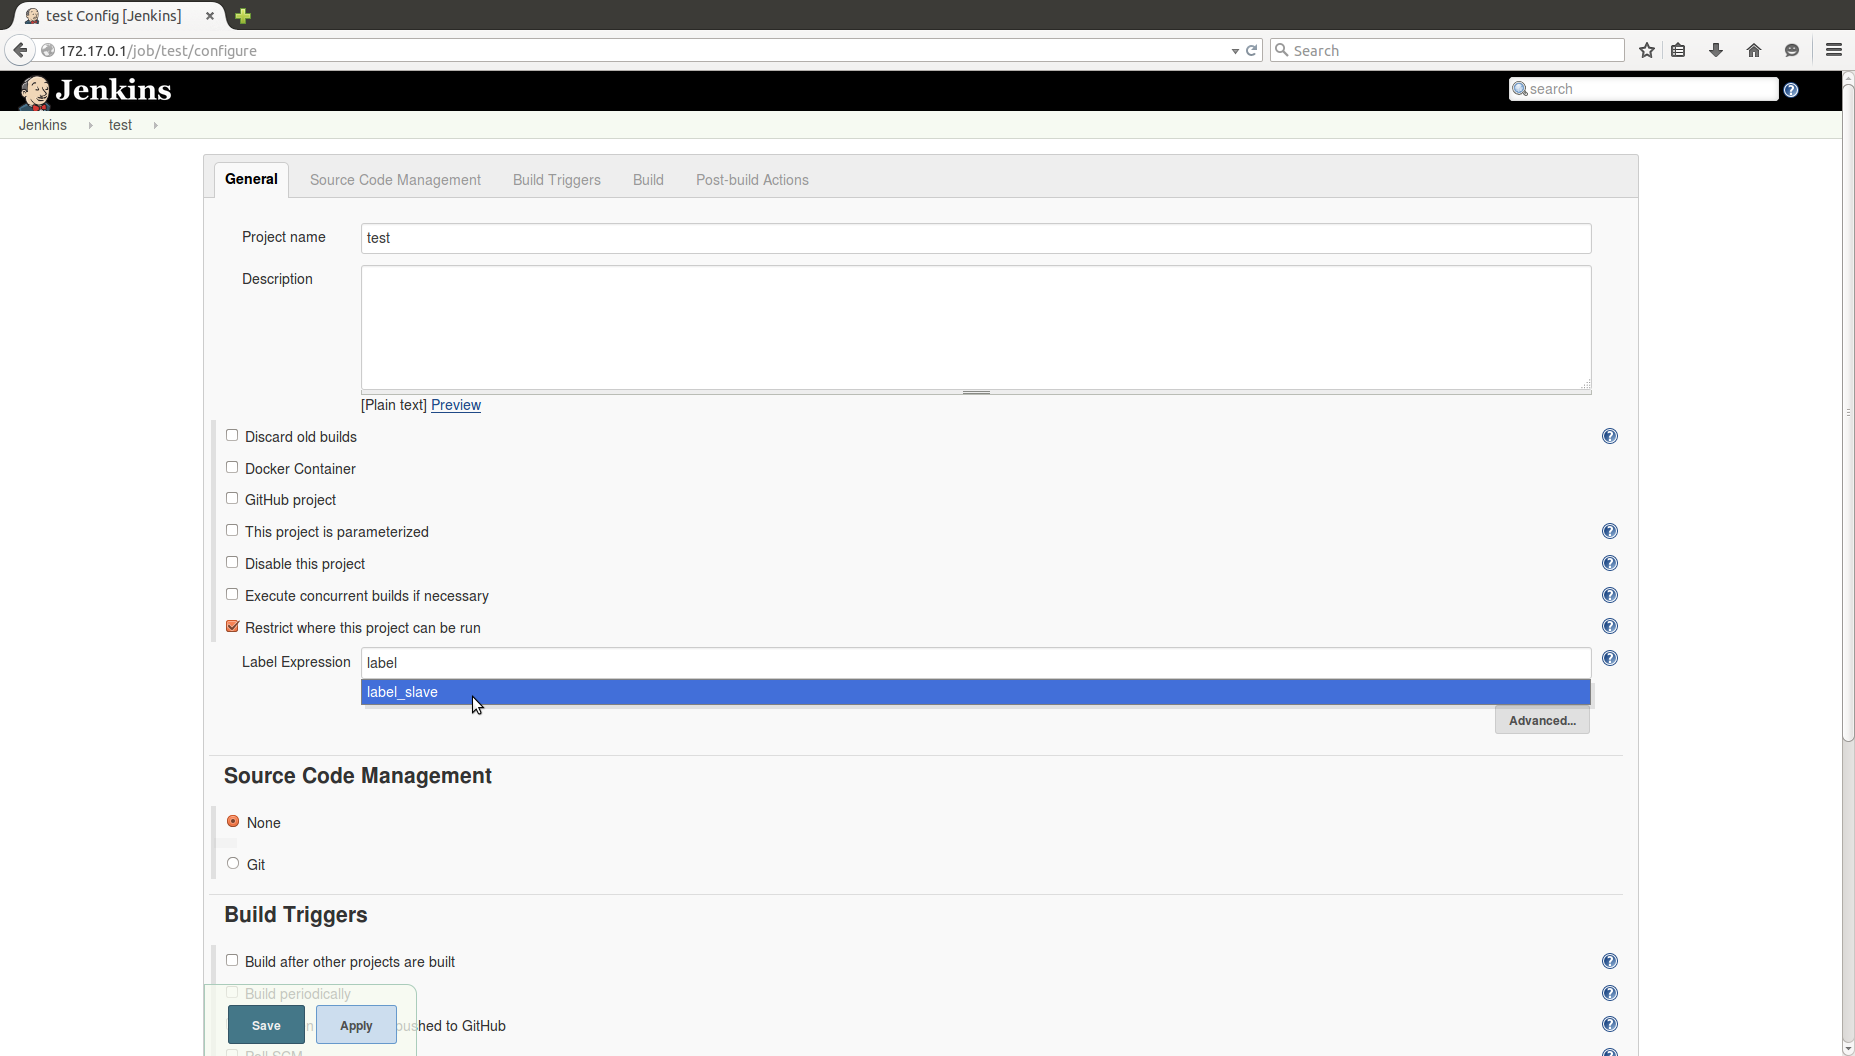 test Config [Jenkins]
172.17.0.1/job/test/configure
Search
Jenkins
search
Jenkins
test
General
Source Code Management
Build Triggers
Build
Post-build Actions
Project name
test
Description
[Plain text] Preview
Discard old builds
Docker Container
GitHub project
This project is parameterized
Disable this project
Execute concurrent builds if necessary
Restrict where this project can be run
Label Expression
label
label_slave
Advanced...
Source Code Management
None
Git
Build Triggers
Build after other projects are built
Build periodically
Save
Apply
pushed to GitHub
Poll SCM